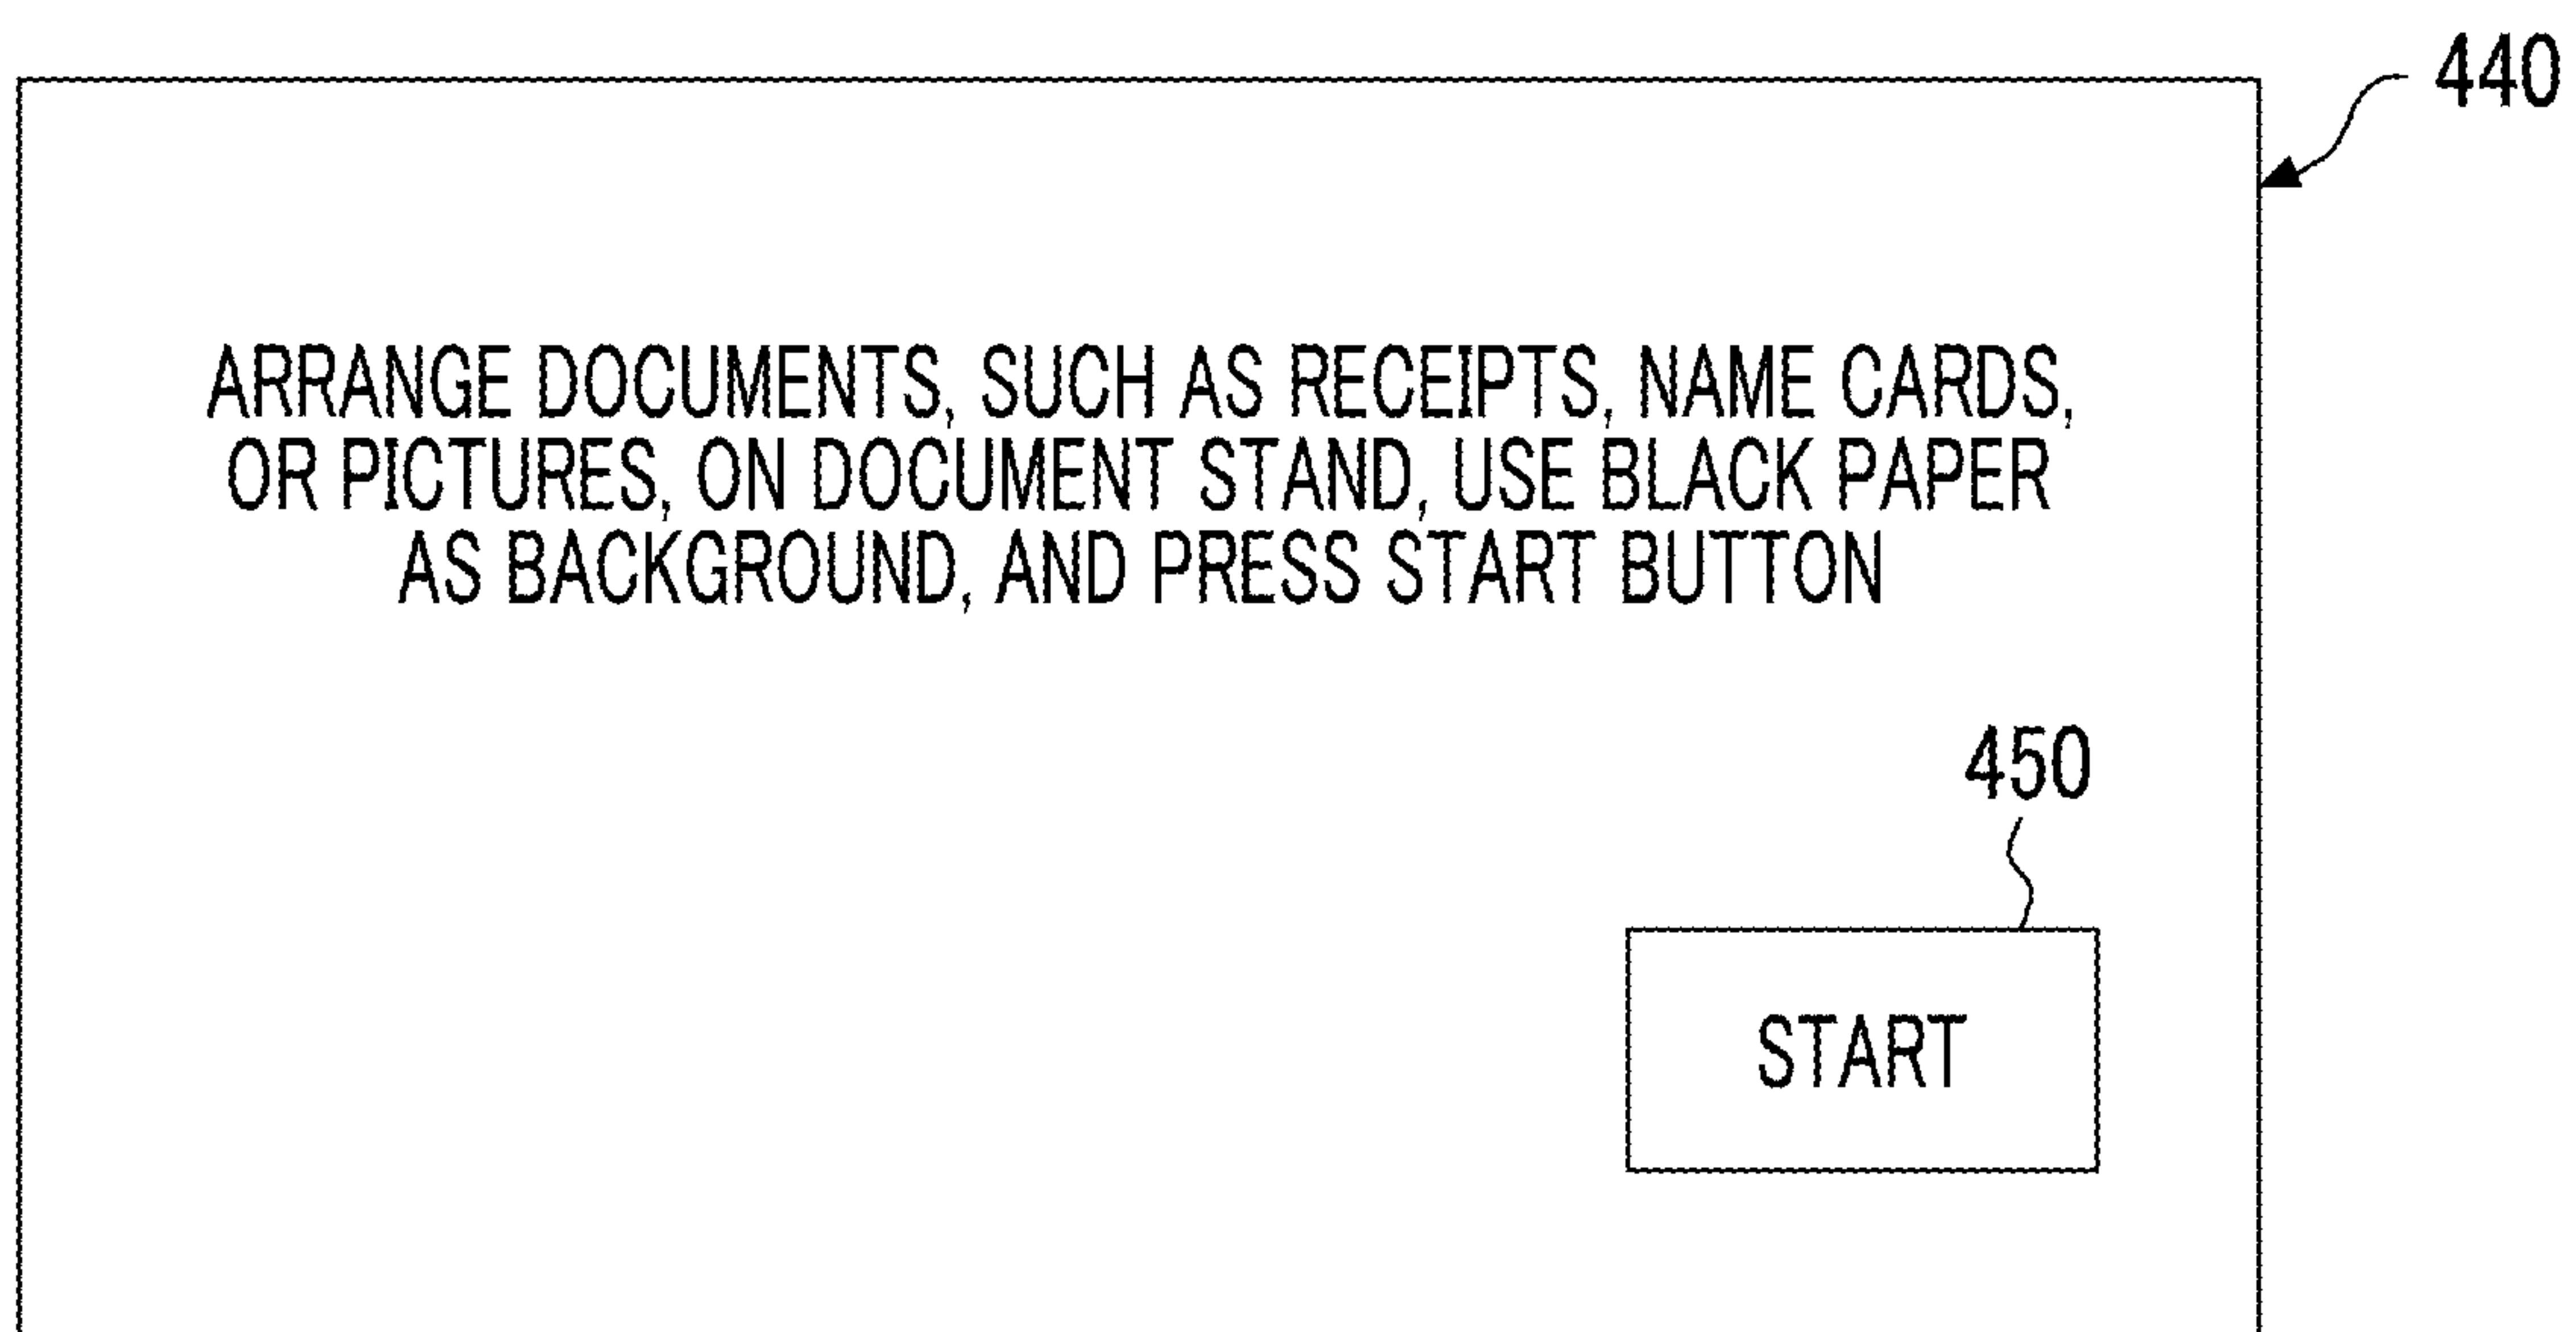 440
ARRANGE DOCUMENTS, SUCH AS RECEIPTS, NAME CARDS,
OR PICTURES, ON DOCUMENT STAND, USE BLACK PAPER
AS BACKGROUND, AND PRESS START BUTTON
450
START